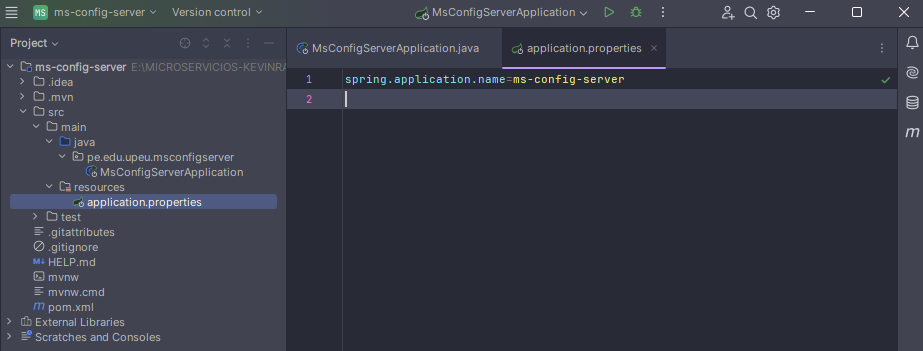 MS ms-config-server Version control MsConfigServerApplication
Project
MsConfigServerApplication.java application.properties
ms-config-server E:\MICROSERVICIOS-KEVINRA
.idea
.mvn
src
main
java
pe.edu.upeu.msconfigserver
MsConfigServerApplication
resources
application.properties
test
.gitattributes
.gitignore
M↓ HELP.md
mvnw
mvnw.cmd
m pom.xml
External Libraries
Scratches and Consoles
1 spring.application.name=ms-config-server
2
m